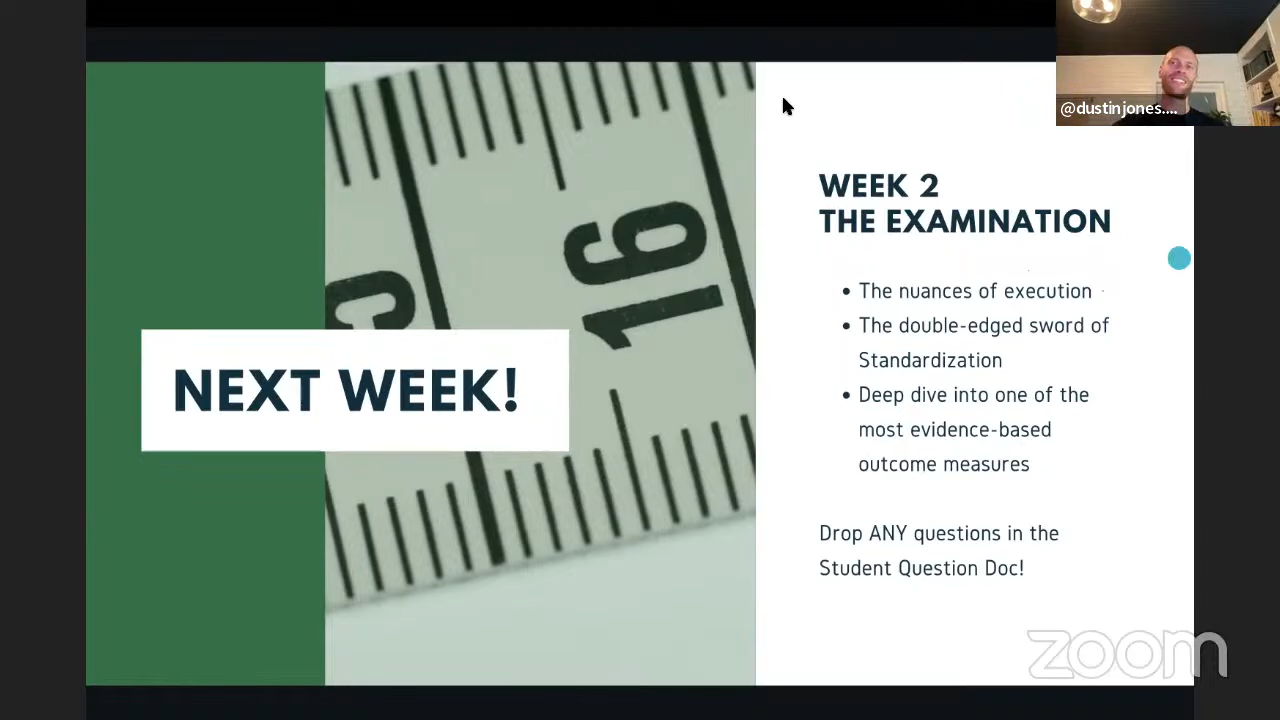 @dustinjones....
16
WEEK 2
THE EXAMINATION
The nuances of execution
The double-edged sword of
Standardization
Deep dive into one of the
most evidence-based
outcome measures
NEXT WEEK!
Drop ANY questions in the
Student Question Doc!
zoom